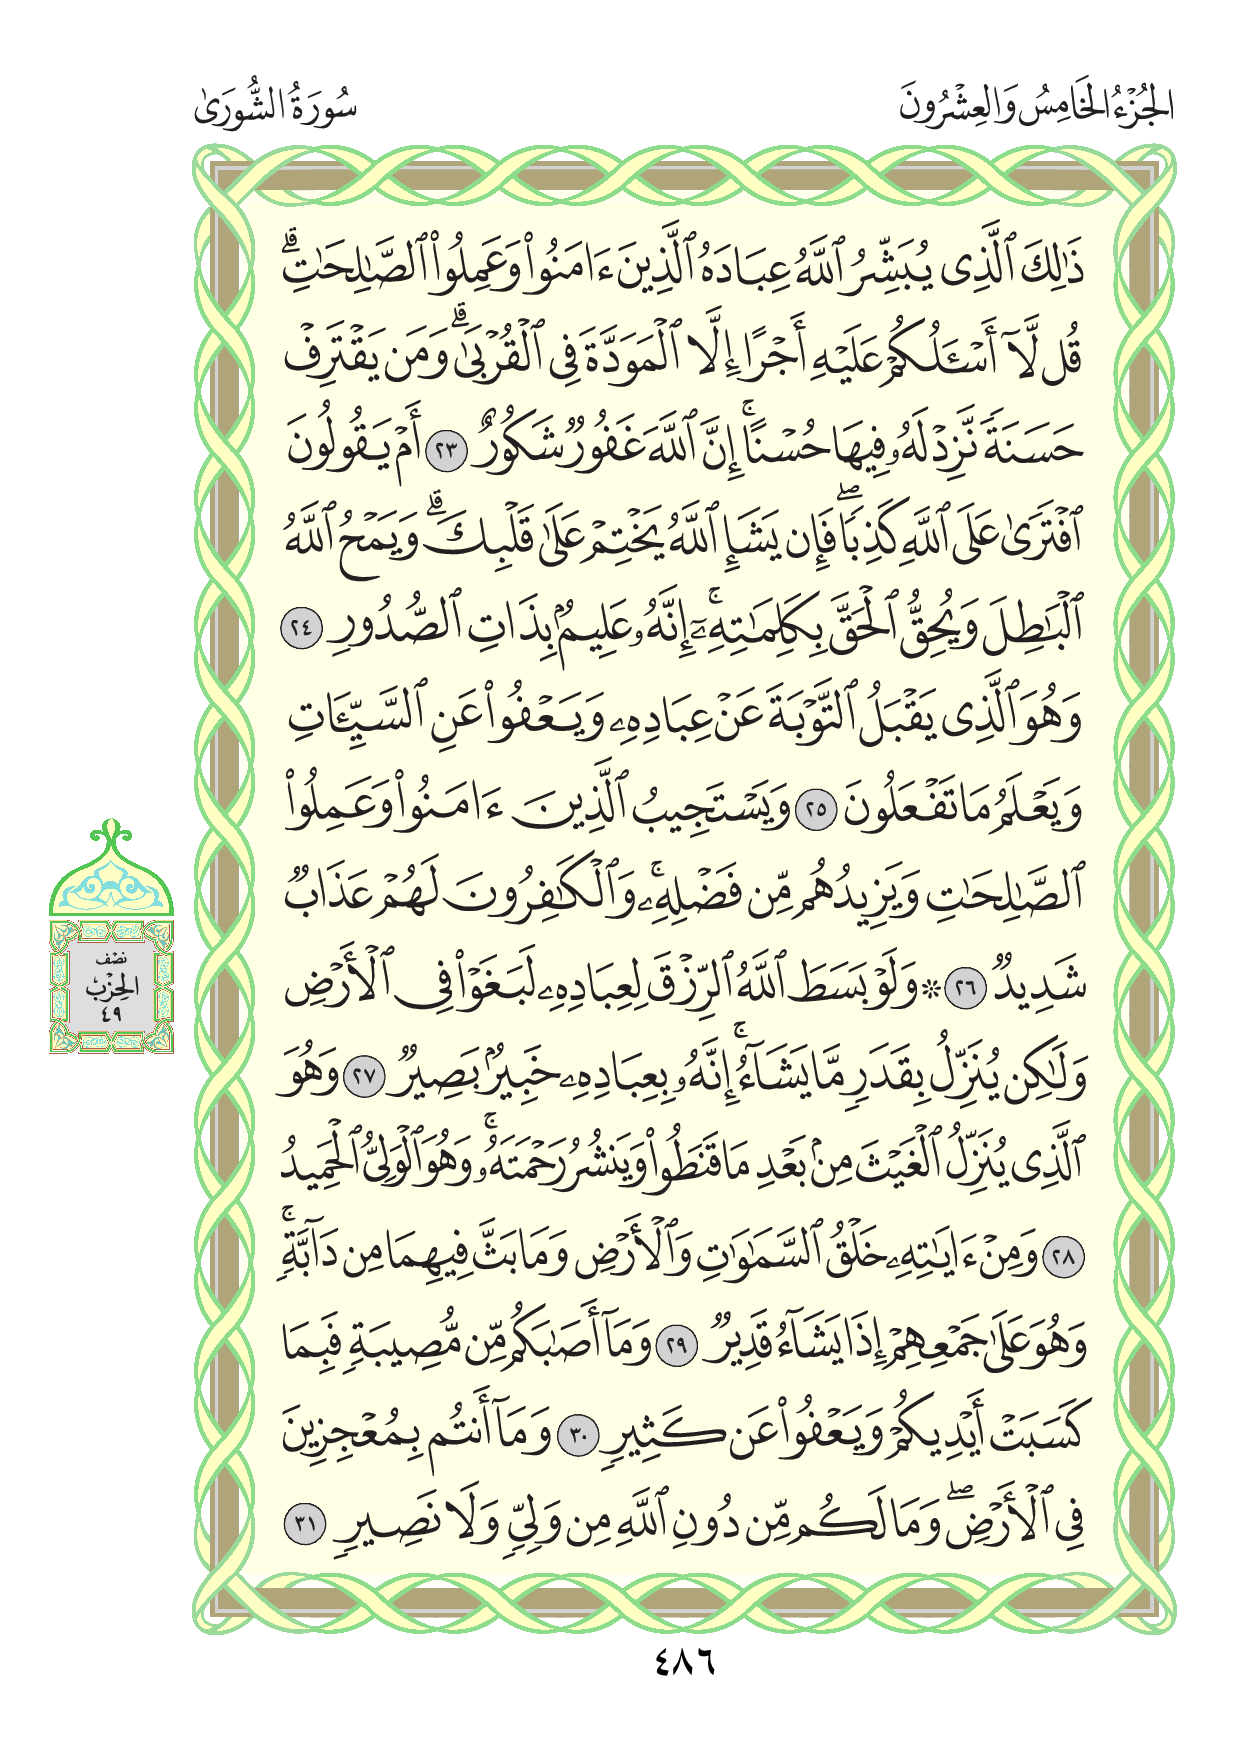 الجُزْءُ الخَامِسُ وَالعِشْرُونَ
سُورَةُ الشُّورَىٰ
ذَٰلِكَ ٱلَّذِى يُبَشِّرُ ٱللَّهُ عِبَادَهُ ٱلَّذِينَ ءَامَنُوا۟ وَعَمِلُوا۟ ٱلصَّٰلِحَٰتِ ۗ
قُل لَّآ أَسْـَٔلُكُمْ عَلَيْهِ أَجْرًا إِلَّا ٱلْمَوَدَّةَ فِى ٱلْقُرْبَىٰ ۗ وَمَن يَقْتَرِفْ
حَسَنَةً نَّزِدْ لَهُۥ فِيهَا حُسْنًا ۚ إِنَّ ٱللَّهَ غَفُورٌ شَكُورٌ ٢٣ أَمْ يَقُولُونَ
ٱفْتَرَىٰ عَلَى ٱللَّهِ كَذِبًا ۖ فَإِن يَشَإِ ٱللَّهُ يَخْتِمْ عَلَىٰ قَلْبِكَ ۗ وَيَمْحُ ٱللَّهُ
ٱلْبَٰطِلَ وَيُحِقُّ ٱلْحَقَّ بِكَلِمَٰتِهِۦٓ ۚ إِنَّهُۥ عَلِيمٌۢ بِذَاتِ ٱلصُّدُورِ ٢٤
وَهُوَ ٱلَّذِى يَقْبَلُ ٱلتَّوْبَةَ عَنْ عِبَادِهِۦ وَيَعْفُوا۟ عَنِ ٱلسَّيِّـَٔاتِ
وَيَعْلَمُ مَا تَفْعَلُونَ ٢٥ وَيَسْتَجِيبُ ٱلَّذِينَ ءَامَنُوا۟ وَعَمِلُوا۟
ٱلصَّٰلِحَٰتِ وَيَزِيدُهُم مِّن فَضْلِهِۦ ۚ وَٱلْكَٰفِرُونَ لَهُمْ عَذَابٌ
شَدِيدٌ ٢٦ ۞ وَلَوْ بَسَطَ ٱللَّهُ ٱلرِّزْقَ لِعِبَادِهِۦ لَبَغَوْا۟ فِى ٱلْأَرْضِ
وَلَٰكِن يُنَزِّلُ بِقَدَرٍ مَّا يَشَآءُ ۚ إِنَّهُۥ بِعِبَادِهِۦ خَبِيرٌۢ بَصِيرٌ ٢٧ وَهُوَ
ٱلَّذِى يُنَزِّلُ ٱلْغَيْثَ مِنۢ بَعْدِ مَا قَنَطُوا۟ وَيَنشُرُ رَحْمَتَهُۥ ۚ وَهُوَ ٱلْوَلِىُّ ٱلْحَمِيدُ
٢٨ وَمِنْ ءَايَٰتِهِۦ خَلْقُ ٱلسَّمَٰوَٰتِ وَٱلْأَرْضِ وَمَا بَثَّ فِيهِمَا مِن دَآبَّةٍ ۚ
وَهُوَ عَلَىٰ جَمْعِهِمْ إِذَا يَشَآءُ قَدِيرٌ ٢٩ وَمَآ أَصَٰبَكُم مِّن مُّصِيبَةٍ فَبِمَا
كَسَبَتْ أَيْدِيكُمْ وَيَعْفُوا۟ عَن كَثِيرٍ ٣٠ وَمَآ أَنتُم بِمُعْجِزِينَ
فِى ٱلْأَرْضِ ۖ وَمَا لَكُم مِّن دُونِ ٱللَّهِ مِن وَلِىٍّ وَلَا نَصِيرٍ ٣١
نصْف
الحِزْبْ
٤٩
٤٨٦